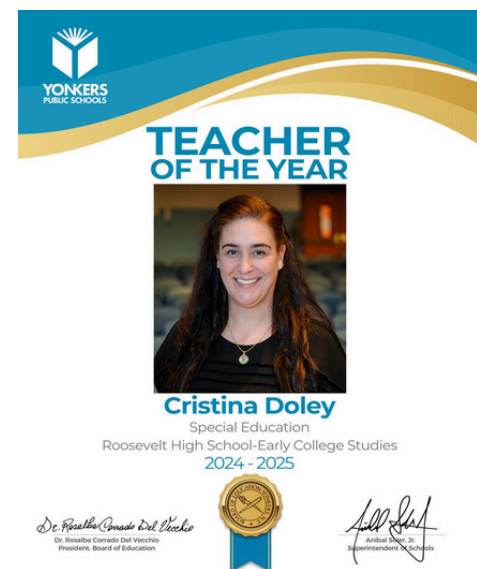 YONKERS
PUBLIC SCHOOLS
TEACHER
OF THE YEAR
Cristina Doley
Special Education
Roosevelt High School-Early College Studies
2024 - 2025
Dr. Rosalba Corrado Del Vecchio
Dr. Rosalba Corrado Del Vecchio
President, Board of Education
Anibal Soler, Jr.
Superintendent of Schools